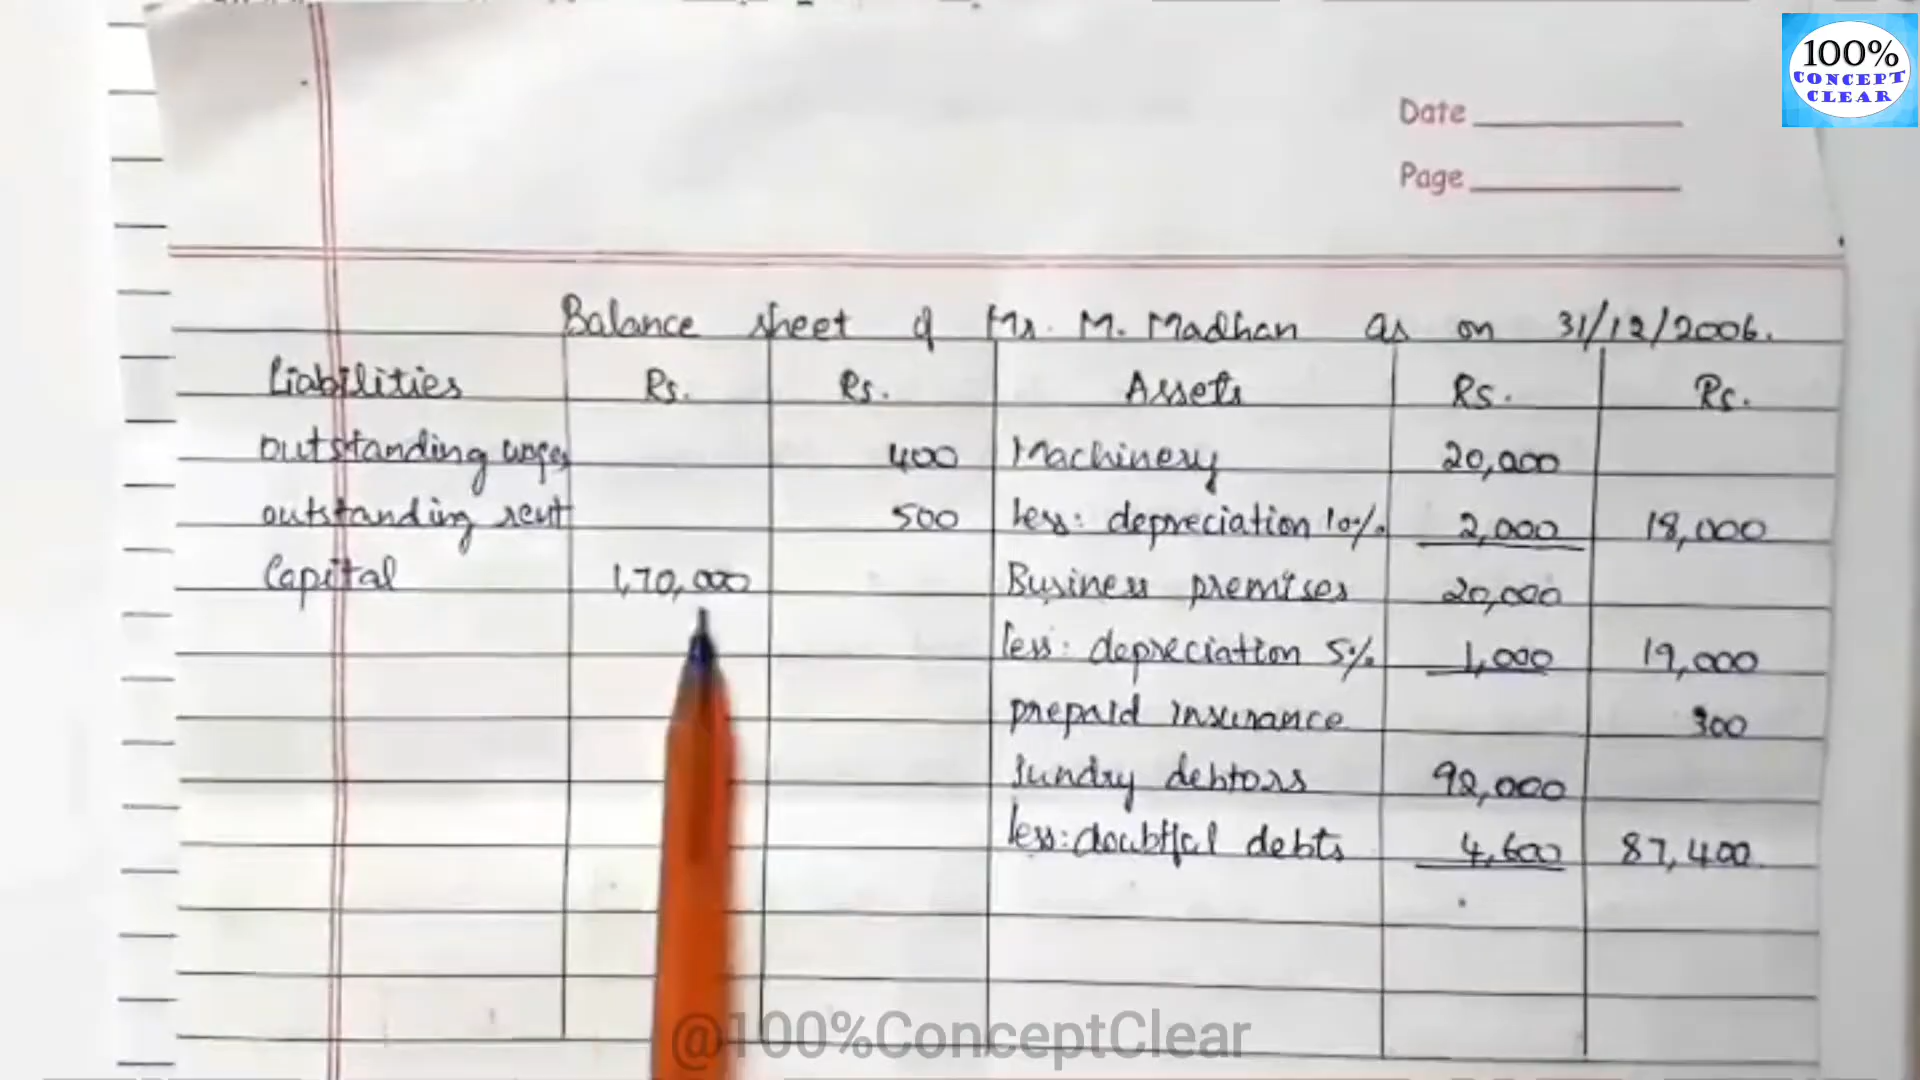 100%
CONCEPT
CLEAR
Date
Page
Balance sheet of Mr. M. Madhan as on 31/12/2006.
Liabilities Rs. Rs. Assets Rs. Rs.
outstanding wages 400 Machinery 20,000
outstanding rent 500 less: depreciation 10% 2,000 18,000
Capital 1,70,000 Business premises 20,000
less: depreciation 5% 1,000 19,000
prepaid insurance 300
Sundry debtors 92,000
less: doubtful debts 4,600 87,400
@100%ConceptClear